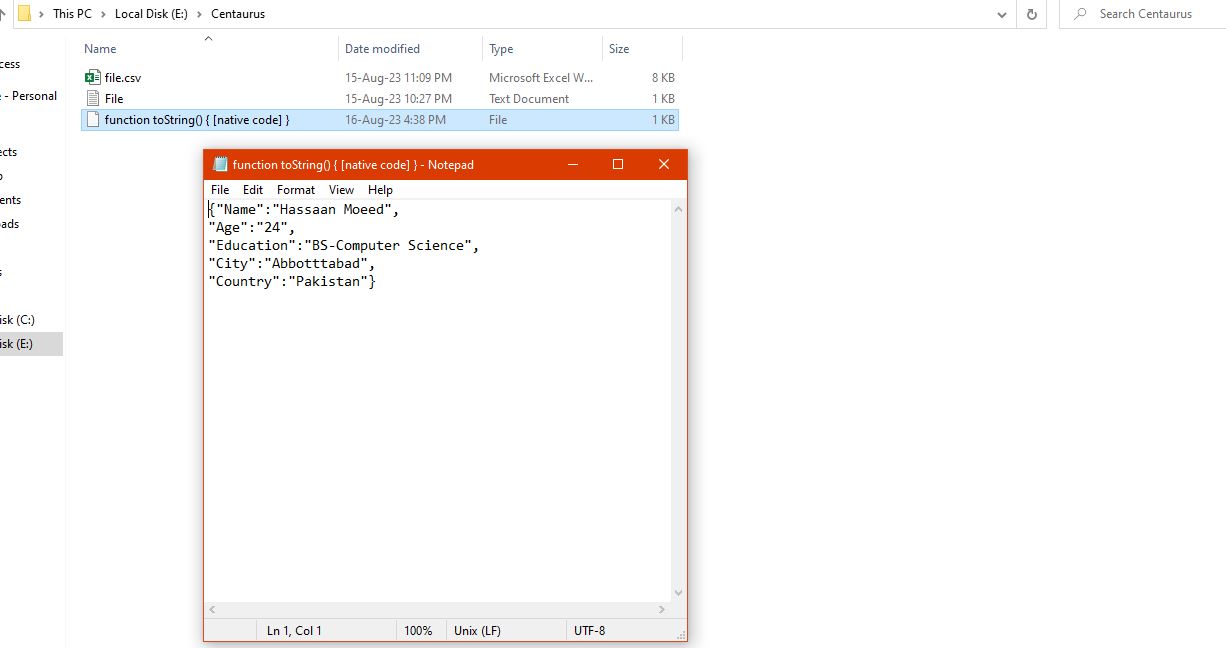 This PC > Local Disk (E:) > Centaurus
Search Centaurus
Name Date modified Type Size
file.csv 15-Aug-23 11:09 PM Microsoft Excel W... 8 KB
File 15-Aug-23 10:27 PM Text Document 1 KB
function toString() { [native code] } 16-Aug-23 4:38 PM File 1 KB
cess
- Personal
ects
ents
ads
s
isk (C:)
isk (E:)
function toString() { [native code] } - Notepad
File Edit Format View Help
{"Name":"Hassaan Moeed",
"Age":"24",
"Education":"BS-Computer Science",
"City":"Abbotttabad",
"Country":"Pakistan"}
Ln 1, Col 1 100% Unix (LF) UTF-8